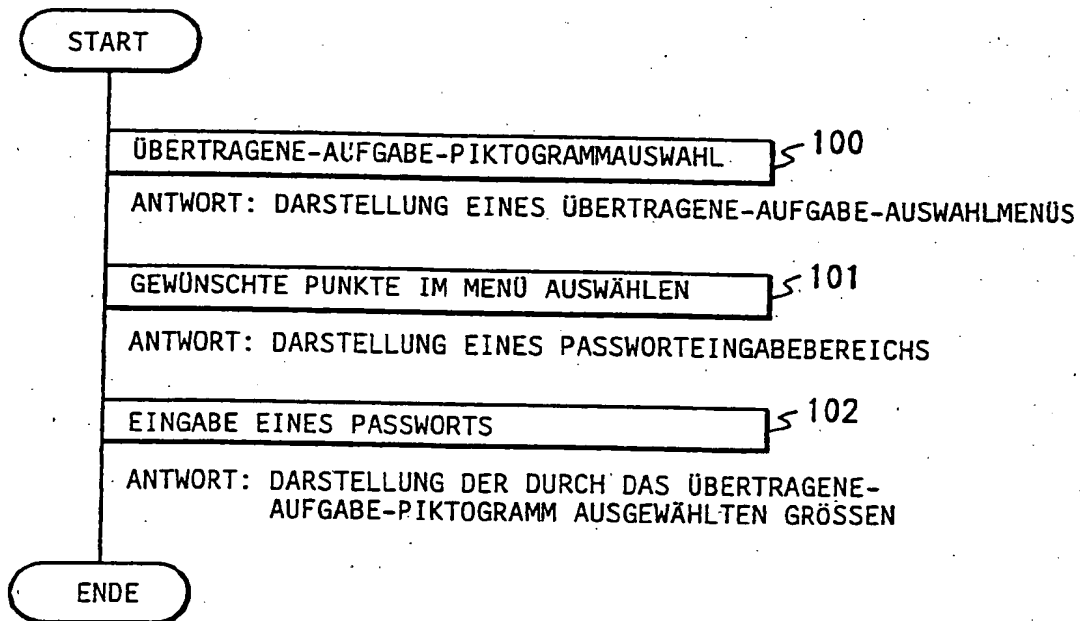 START
ÜBERTRAGENE-AUFGABE-PIKTOGRAMMAUSWAHL
100
ANTWORT: DARSTELLUNG EINES ÜBERTRAGENE-AUFGABE-AUSWAHLMENÜS
GEWÜNSCHTE PUNKTE IM MENÜ AUSWÄHLEN
101
ANTWORT: DARSTELLUNG EINES PASSWORTEINGABEBEREICHS
EINGABE EINES PASSWORTS
102
ANTWORT: DARSTELLUNG DER DURCH DAS ÜBERTRAGENE-
AUFGABE-PIKTOGRAMM AUSGEWÄHLTEN GRÖSSEN
ENDE